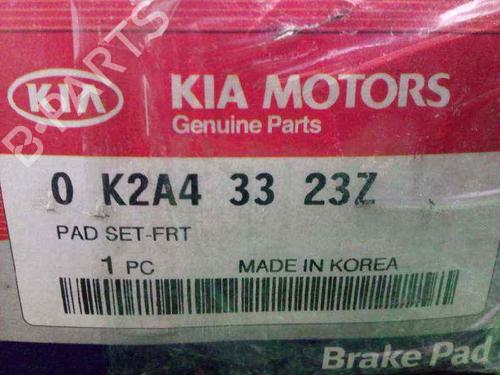 KIA
KIA MOTORS
Genuine Parts
0 K2A4 33 23Z
PAD SET-FRT
1 PC MADE IN KOREA
Brake Pad
B-PARTS